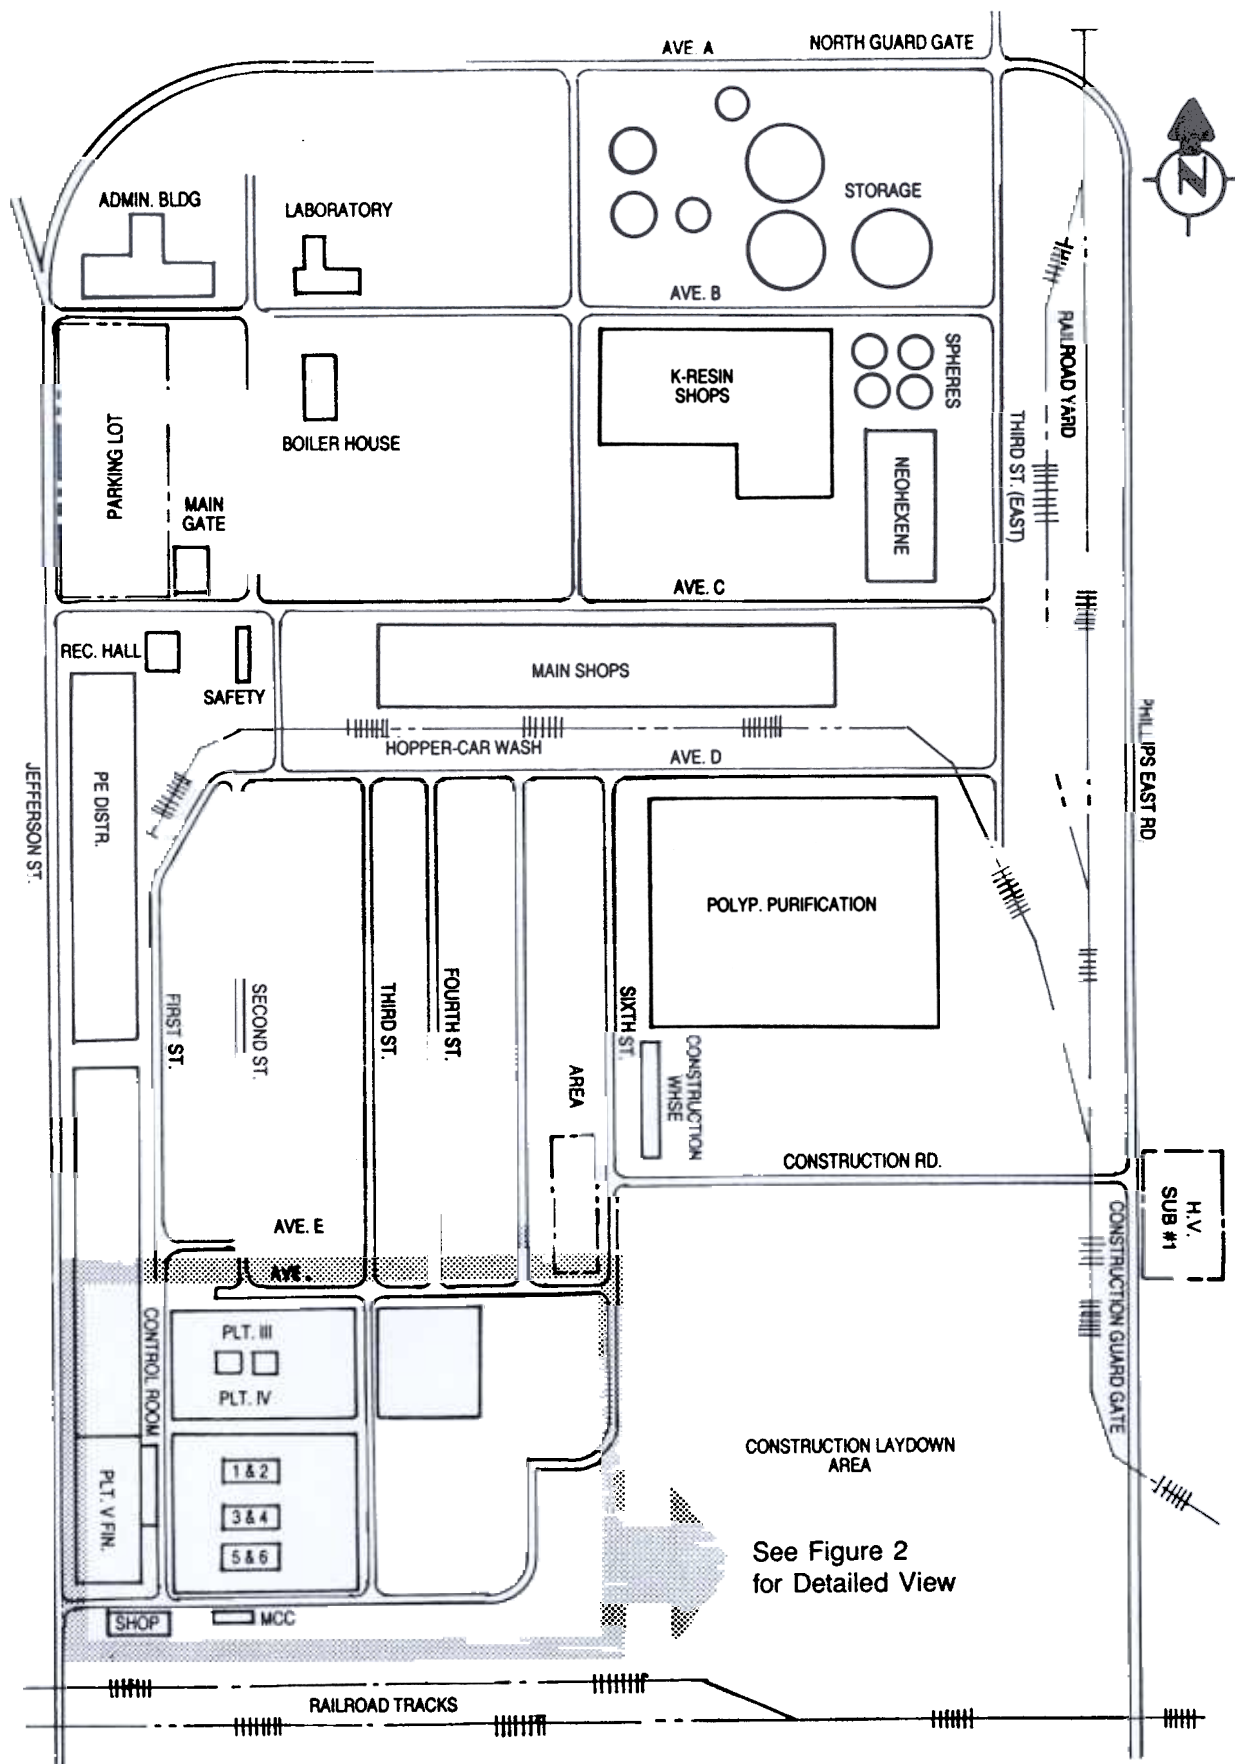 AVE. A
NORTH GUARD GATE
N
ADMIN. BLDG
LABORATORY
STORAGE
AVE. B
RAILROAD YARD
SPHERES
K-RESIN
SHOPS
THIRD ST. (EAST)
PARKING LOT
BOILER HOUSE
NEOHEXENE
MAIN
GATE
AVE. C
REC. HALL
SAFETY
MAIN SHOPS
PHILLIPS EAST RD.
HOPPER-CAR WASH
AVE. D
JEFFERSON ST.
PE DISTR.
POLYP. PURIFICATION
FIRST ST.
SECOND ST.
THIRD ST.
FOURTH ST.
SIXTH ST.
AREA
CONSTRUCTION
WHSE
CONSTRUCTION RD.
H.V.
SUB #1
AVE. E
AVE.
CONSTRUCTION GUARD GATE
CONTROL ROOM
PLT. III
PLT. IV
CONSTRUCTION LAYDOWN
AREA
1 & 2
3 & 4
5 & 6
PLT. V FIN.
See Figure 2
for Detailed View
SHOP
MCC
RAILROAD TRACKS